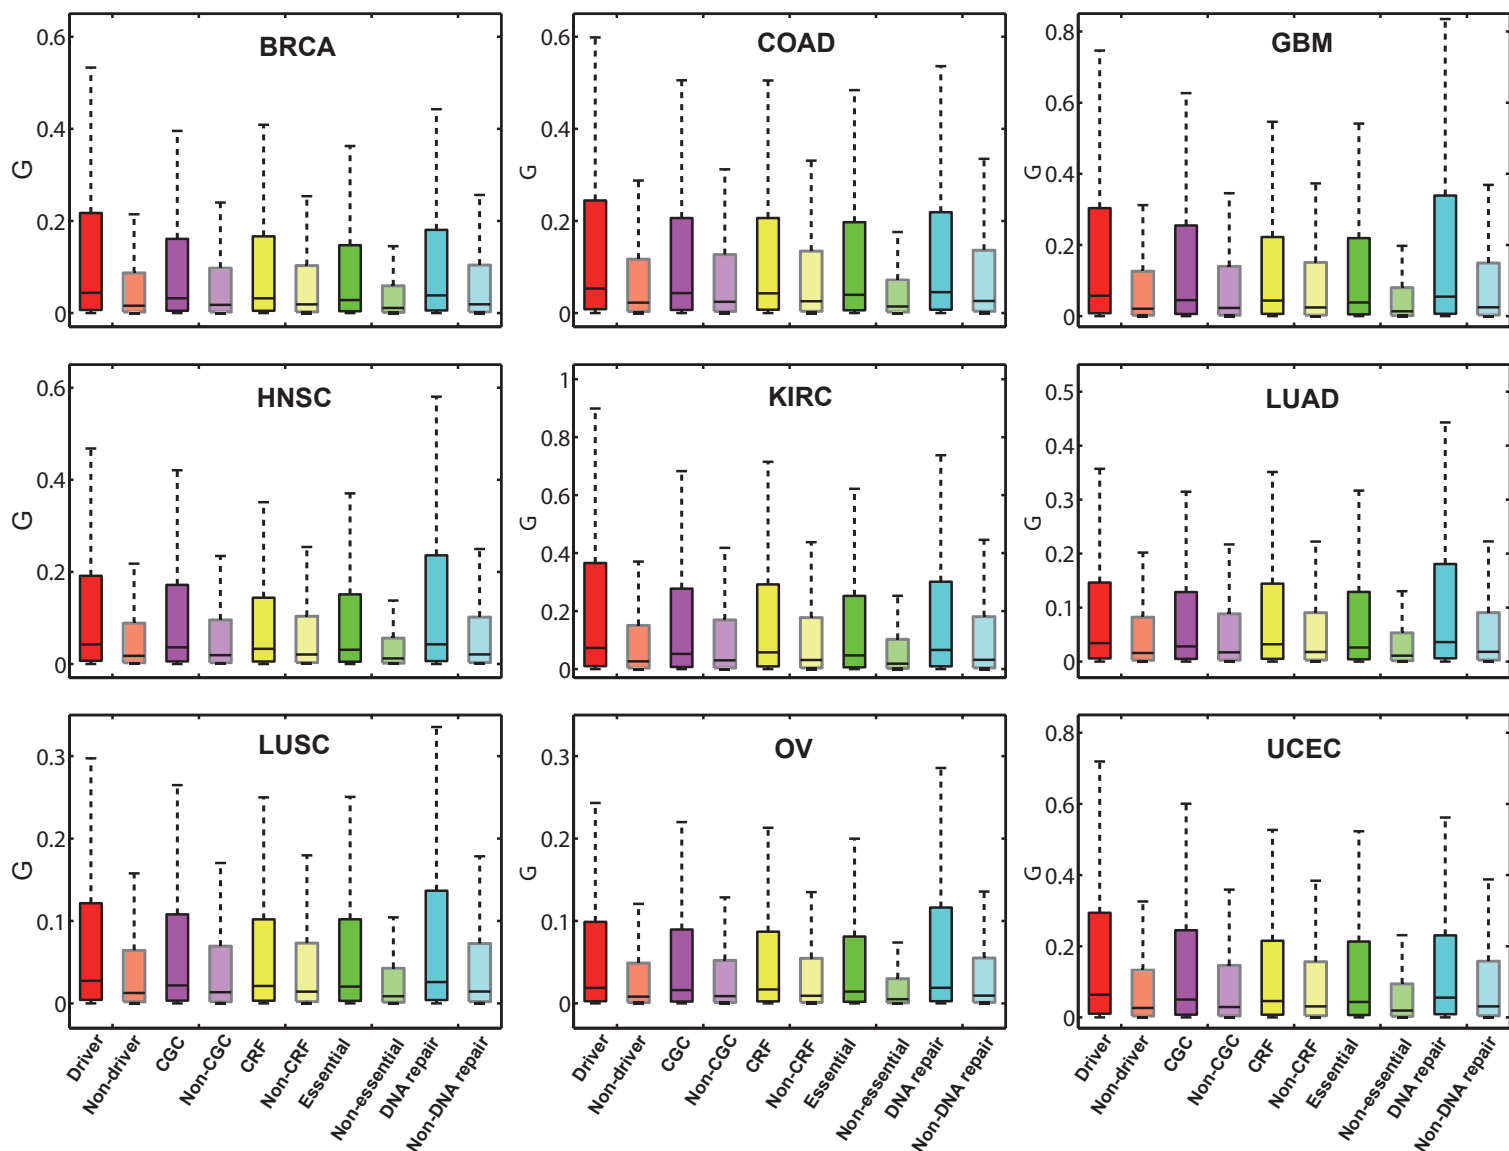 BRCA
G
0.6
0.4
0.2
0
COAD
G
0.6
0.4
0.2
0
GBM
0.8
0.6
0.4
0.2
0
HNSC
G
0.6
0.4
0.2
0
KIRC
G
1
0.8
0.6
0.4
0.2
0
LUAD
G
0.5
0.4
0.3
0.2
0.1
0
LUSC
G
0.3
0.2
0.1
0
OV
G
0.3
0.2
0.1
0
UCEC
G
0.8
0.6
0.4
0.2
0
Driver
Non-driver
CGC
Non-CGC
CRF
Non-CRF
Essential
Non-essential
DNA repair
Non-DNA repair
Driver
Non-driver
CGC
Non-CGC
CRF
Non-CRF
Essential
Non-essential
DNA repair
Non-DNA repair
Driver
Non-driver
CGC
Non-CGC
CRF
Non-CRF
Essential
Non-essential
DNA repair
Non-DNA repair
G